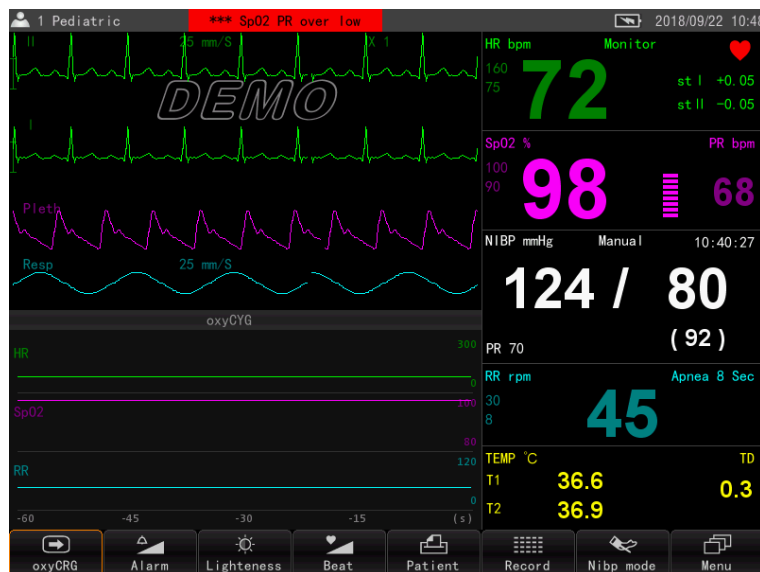 1 Pediatric *** SpO2 PR over low 2018/09/22 10:48
II 25 mm/S X 1
DEMO
I
Pleth
Resp 25 mm/S
HR bpm Monitor
160
75
72
st I +0.05
st II -0.05
SpO2 % PR bpm
100
90
98
68
NIBP mmHg Manual 10:40:27
124 / 80
(92)
PR 70
RR rpm Apnea 8 Sec
30
8
45
TEMP °C TD
T1 36.6
T2 36.9
0.3
oxyCYG
HR 300
0
SpO2 100
80
RR 120
0
-60 -45 -30 -15 (s)
oxyCRG Alarm Lighteness Beat Patient Record Nibp mode Menu